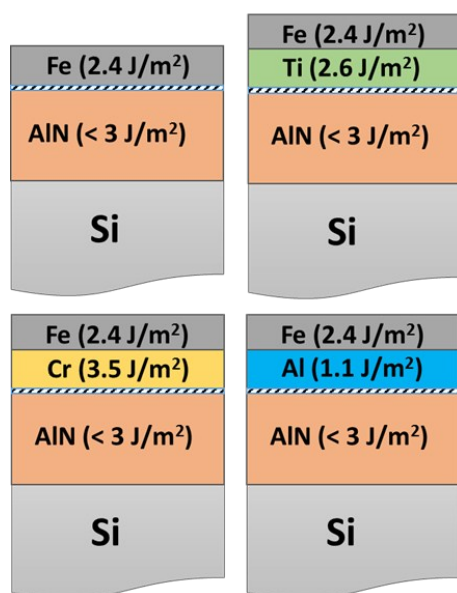 Fe (2.4 J/m²)
AlN (< 3 J/m²)
Si
Fe (2.4 J/m²)
Ti (2.6 J/m²)
AlN (< 3 J/m²)
Si
Fe (2.4 J/m²)
Cr (3.5 J/m²)
AlN (< 3 J/m²)
Si
Fe (2.4 J/m²)
Al (1.1 J/m²)
AlN (< 3 J/m²)
Si